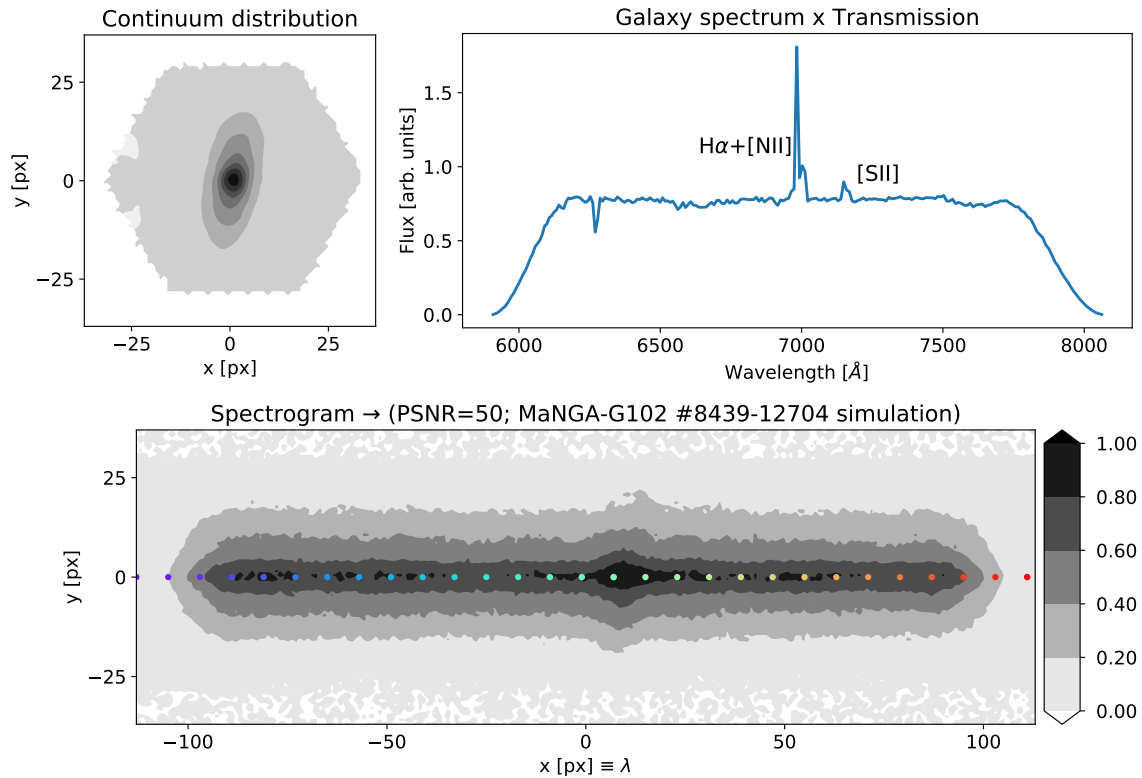 Continuum distribution
Galaxy spectrum x Transmission
25
0
−25
y [px]
−25 0 25
x [px]
1.5
1.0
0.5
0.0
Flux [arb. units]
Hα+[NII]
[SII]
6000 6500 7000 7500 8000
Wavelength [Å]
Spectrogram → (PSNR=50; MaNGA-G102 #8439-12704 simulation)
25
0
−25
y [px]
−100 −50 0 50 100
x [px] ≡ λ
1.00
0.80
0.60
0.40
0.20
0.00